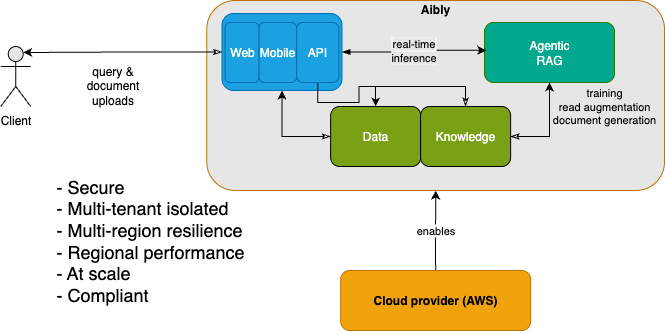 Aibly
Web
Mobile
API
real-time
inference
Agentic
RAG
query &
document
uploads
Client
training
read augmentation
document generation
Data
Knowledge
- Secure
- Multi-tenant isolated
- Multi-region resilience
- Regional performance
- At scale
- Compliant
enables
Cloud provider (AWS)